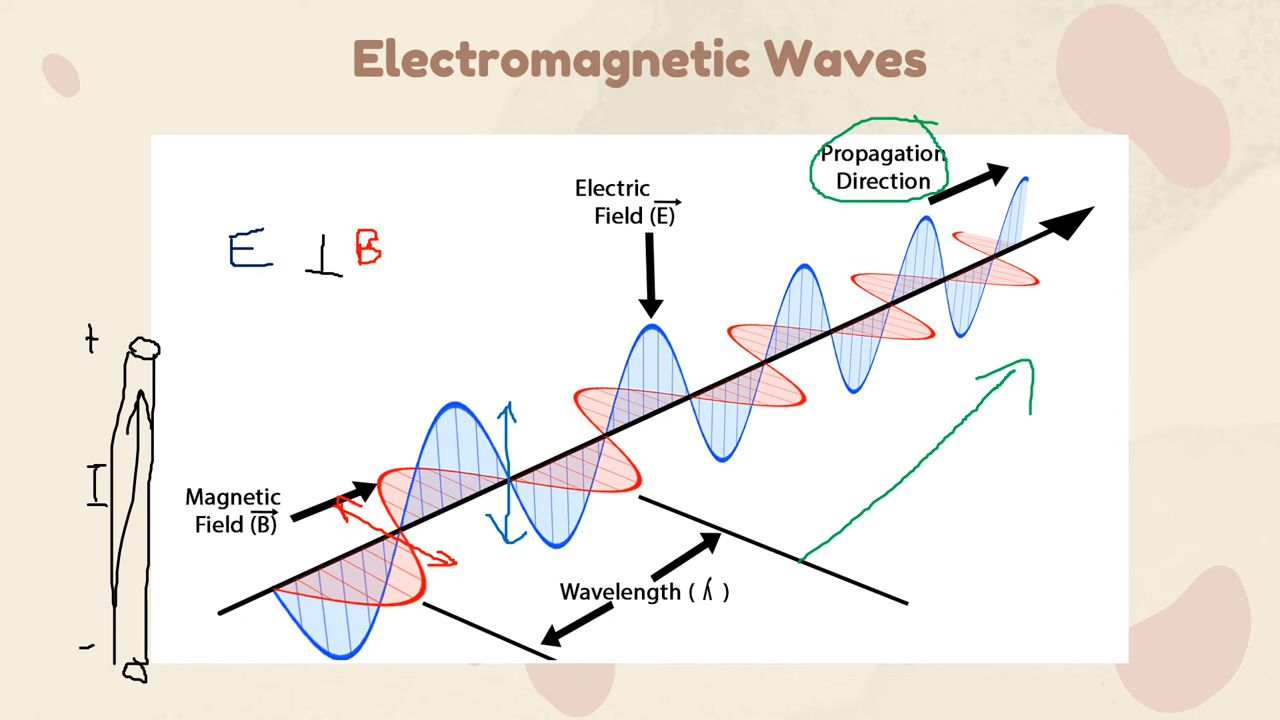 Electromagnetic Waves
Propagation
Direction
Electric
Field (E)
E ⊥ B
+
I
-
Magnetic
Field (B)
Wavelength ( λ )